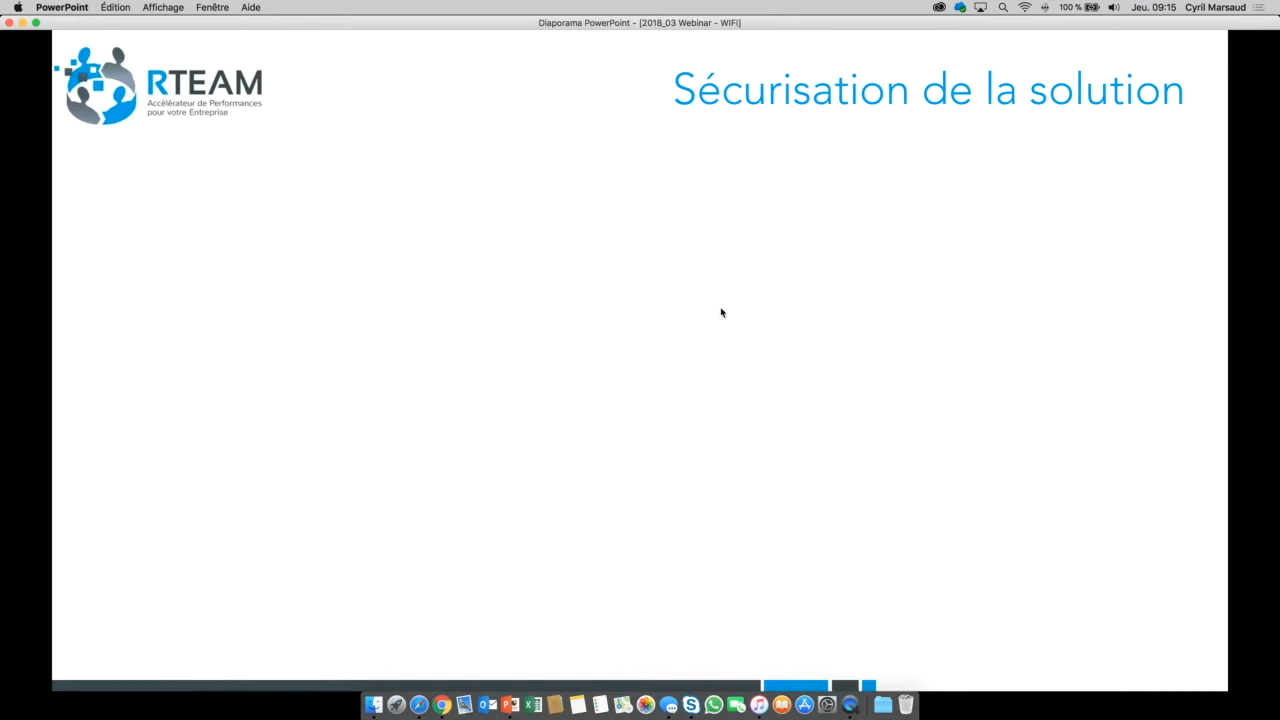 PowerPoint Édition Affichage Fenêtre Aide 100 % Jeu. 09:15 Cyril Marsaud
Diaporama PowerPoint - [2018_03 Webinar - WIFI]
RTEAM
Accélérateur de Performances
pour votre Entreprise
Sécurisation de la solution